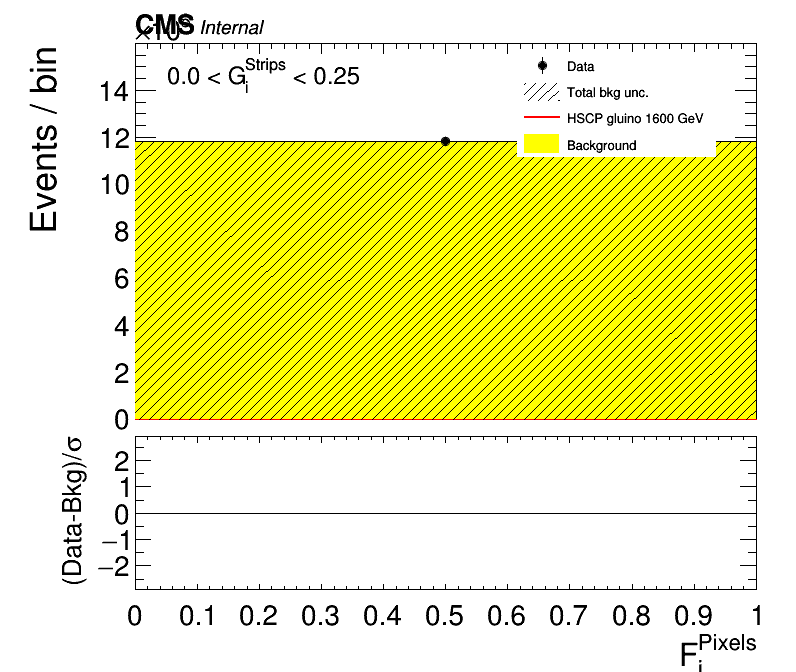 CMS Internal
0.0 < G_i^Strips < 0.25
Data
Total bkg unc.
HSCP gluino 1600 GeV
Background
Events / bin
14
12
10
8
6
4
2
0
(Data-Bkg)/σ
2
1
0
−1
−2
0 0.1 0.2 0.3 0.4 0.5 0.6 0.7 0.8 0.9 1
F_i^Pixels